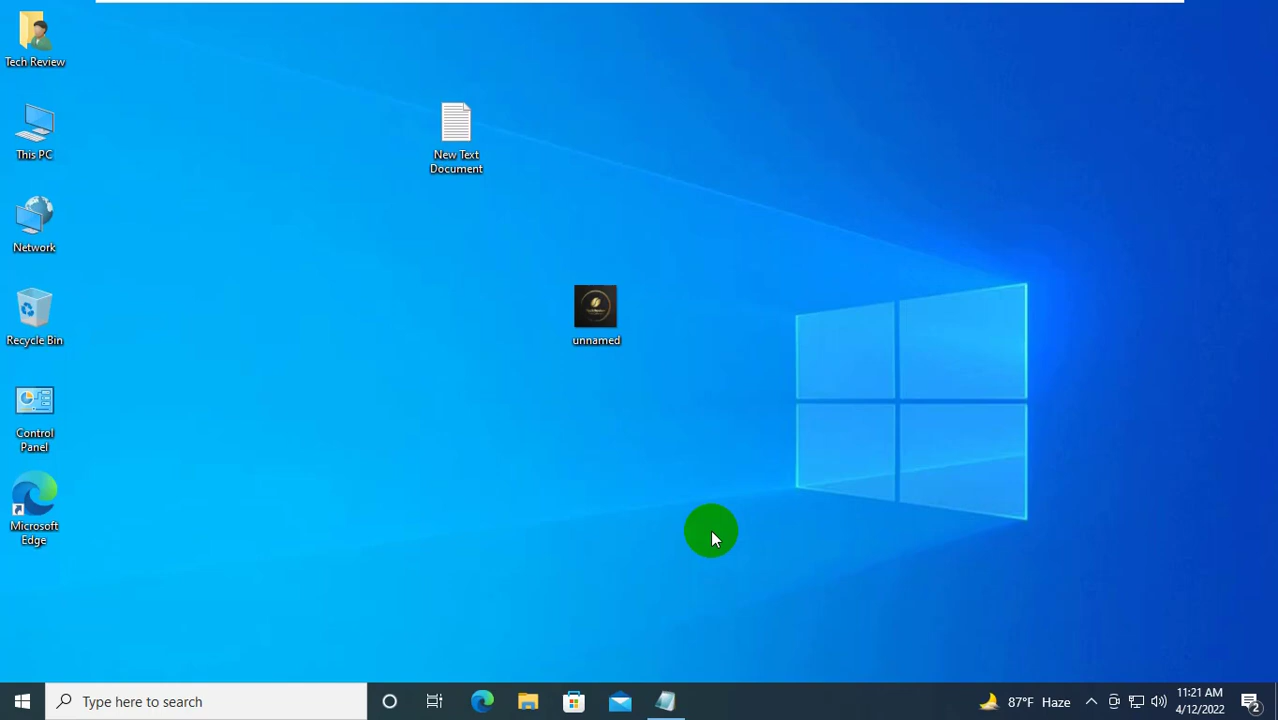 Tech Review
This PC
Network
Recycle Bin
Control
Panel
Microsoft
Edge
New Text
Document
unnamed
Type here to search
87°F Haze
11:21 AM
4/12/2022
2